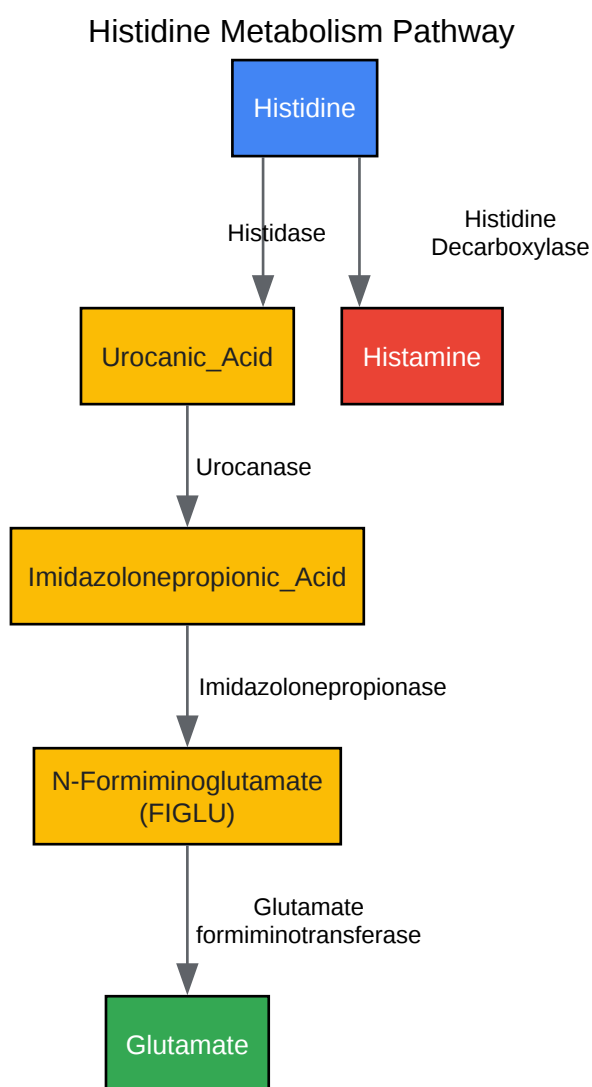 Histidine Metabolism Pathway
Histidine
Histidase
Histidine
Decarboxylase
Urocanic_Acid
Histamine
Urocanase
Imidazolonepropionic_Acid
Imidazolonepropionase
N-Formiminoglutamate
(FIGLU)
Glutamate
formiminotransferase
Glutamate